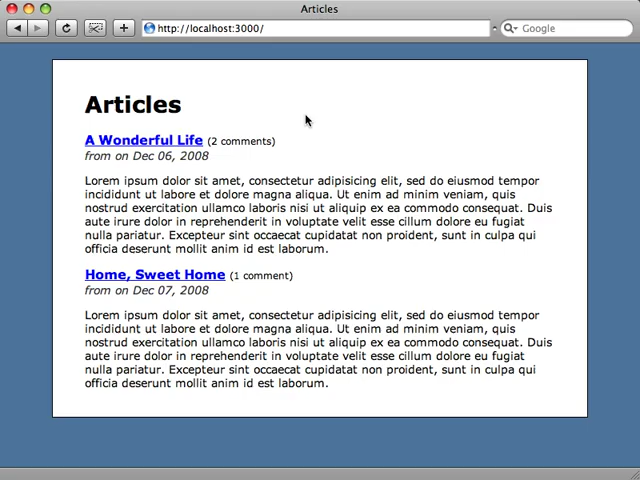 Articles
http://localhost:3000/
Google
Articles
A Wonderful Life (2 comments)
from on Dec 06, 2008
Lorem ipsum dolor sit amet, consectetur adipisicing elit, sed do eiusmod tempor
incididunt ut labore et dolore magna aliqua. Ut enim ad minim veniam, quis
nostrud exercitation ullamco laboris nisi ut aliquip ex ea commodo consequat. Duis
aute irure dolor in reprehenderit in voluptate velit esse cillum dolore eu fugiat
nulla pariatur. Excepteur sint occaecat cupidatat non proident, sunt in culpa qui
officia deserunt mollit anim id est laborum.
Home, Sweet Home (1 comment)
from on Dec 07, 2008
Lorem ipsum dolor sit amet, consectetur adipisicing elit, sed do eiusmod tempor
incididunt ut labore et dolore magna aliqua. Ut enim ad minim veniam, quis
nostrud exercitation ullamco laboris nisi ut aliquip ex ea commodo consequat. Duis
aute irure dolor in reprehenderit in voluptate velit esse cillum dolore eu fugiat
nulla pariatur. Excepteur sint occaecat cupidatat non proident, sunt in culpa qui
officia deserunt mollit anim id est laborum.